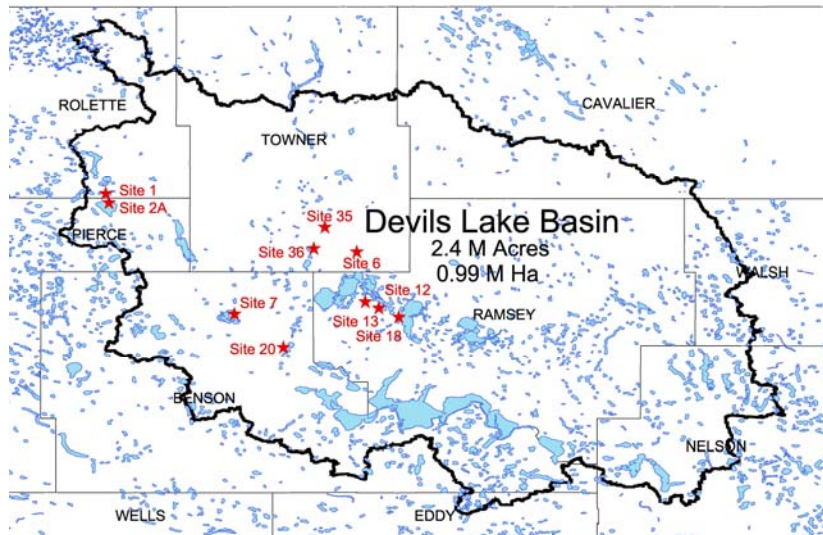 ROLETTE
CAVALIER
TOWNER
Site 1
Site 2A
Site 35
PIERCE
Devils Lake Basin
2.4 M Acres
0.99 M Ha
Site 36
Site 6
WALSH
Site 7
Site 12
Site 13
RAMSEY
Site 18
Site 20
BENSON
NELSON
WELLS
EDDY